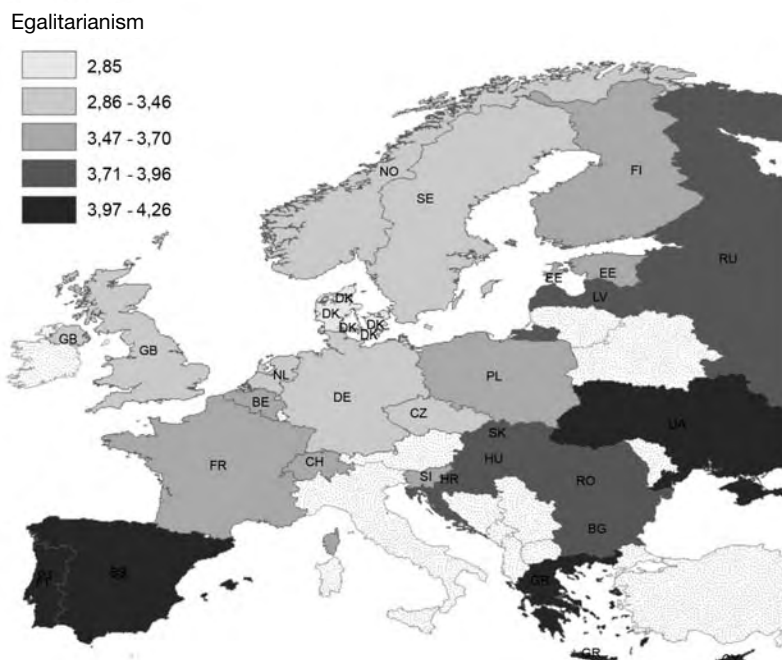 Egalitarianism
2,85
2,86 - 3,46
3,47 - 3,70
3,71 - 3,96
3,97 - 4,26
NO
SE
FI
RU
EE
EE
LV
DK
DK
DK
DK
DK
GB
GB
NL
BE
DE
PL
CZ
UA
SK
HU
FR
CH
SI
HR
RO
BG
PT
GR
GR